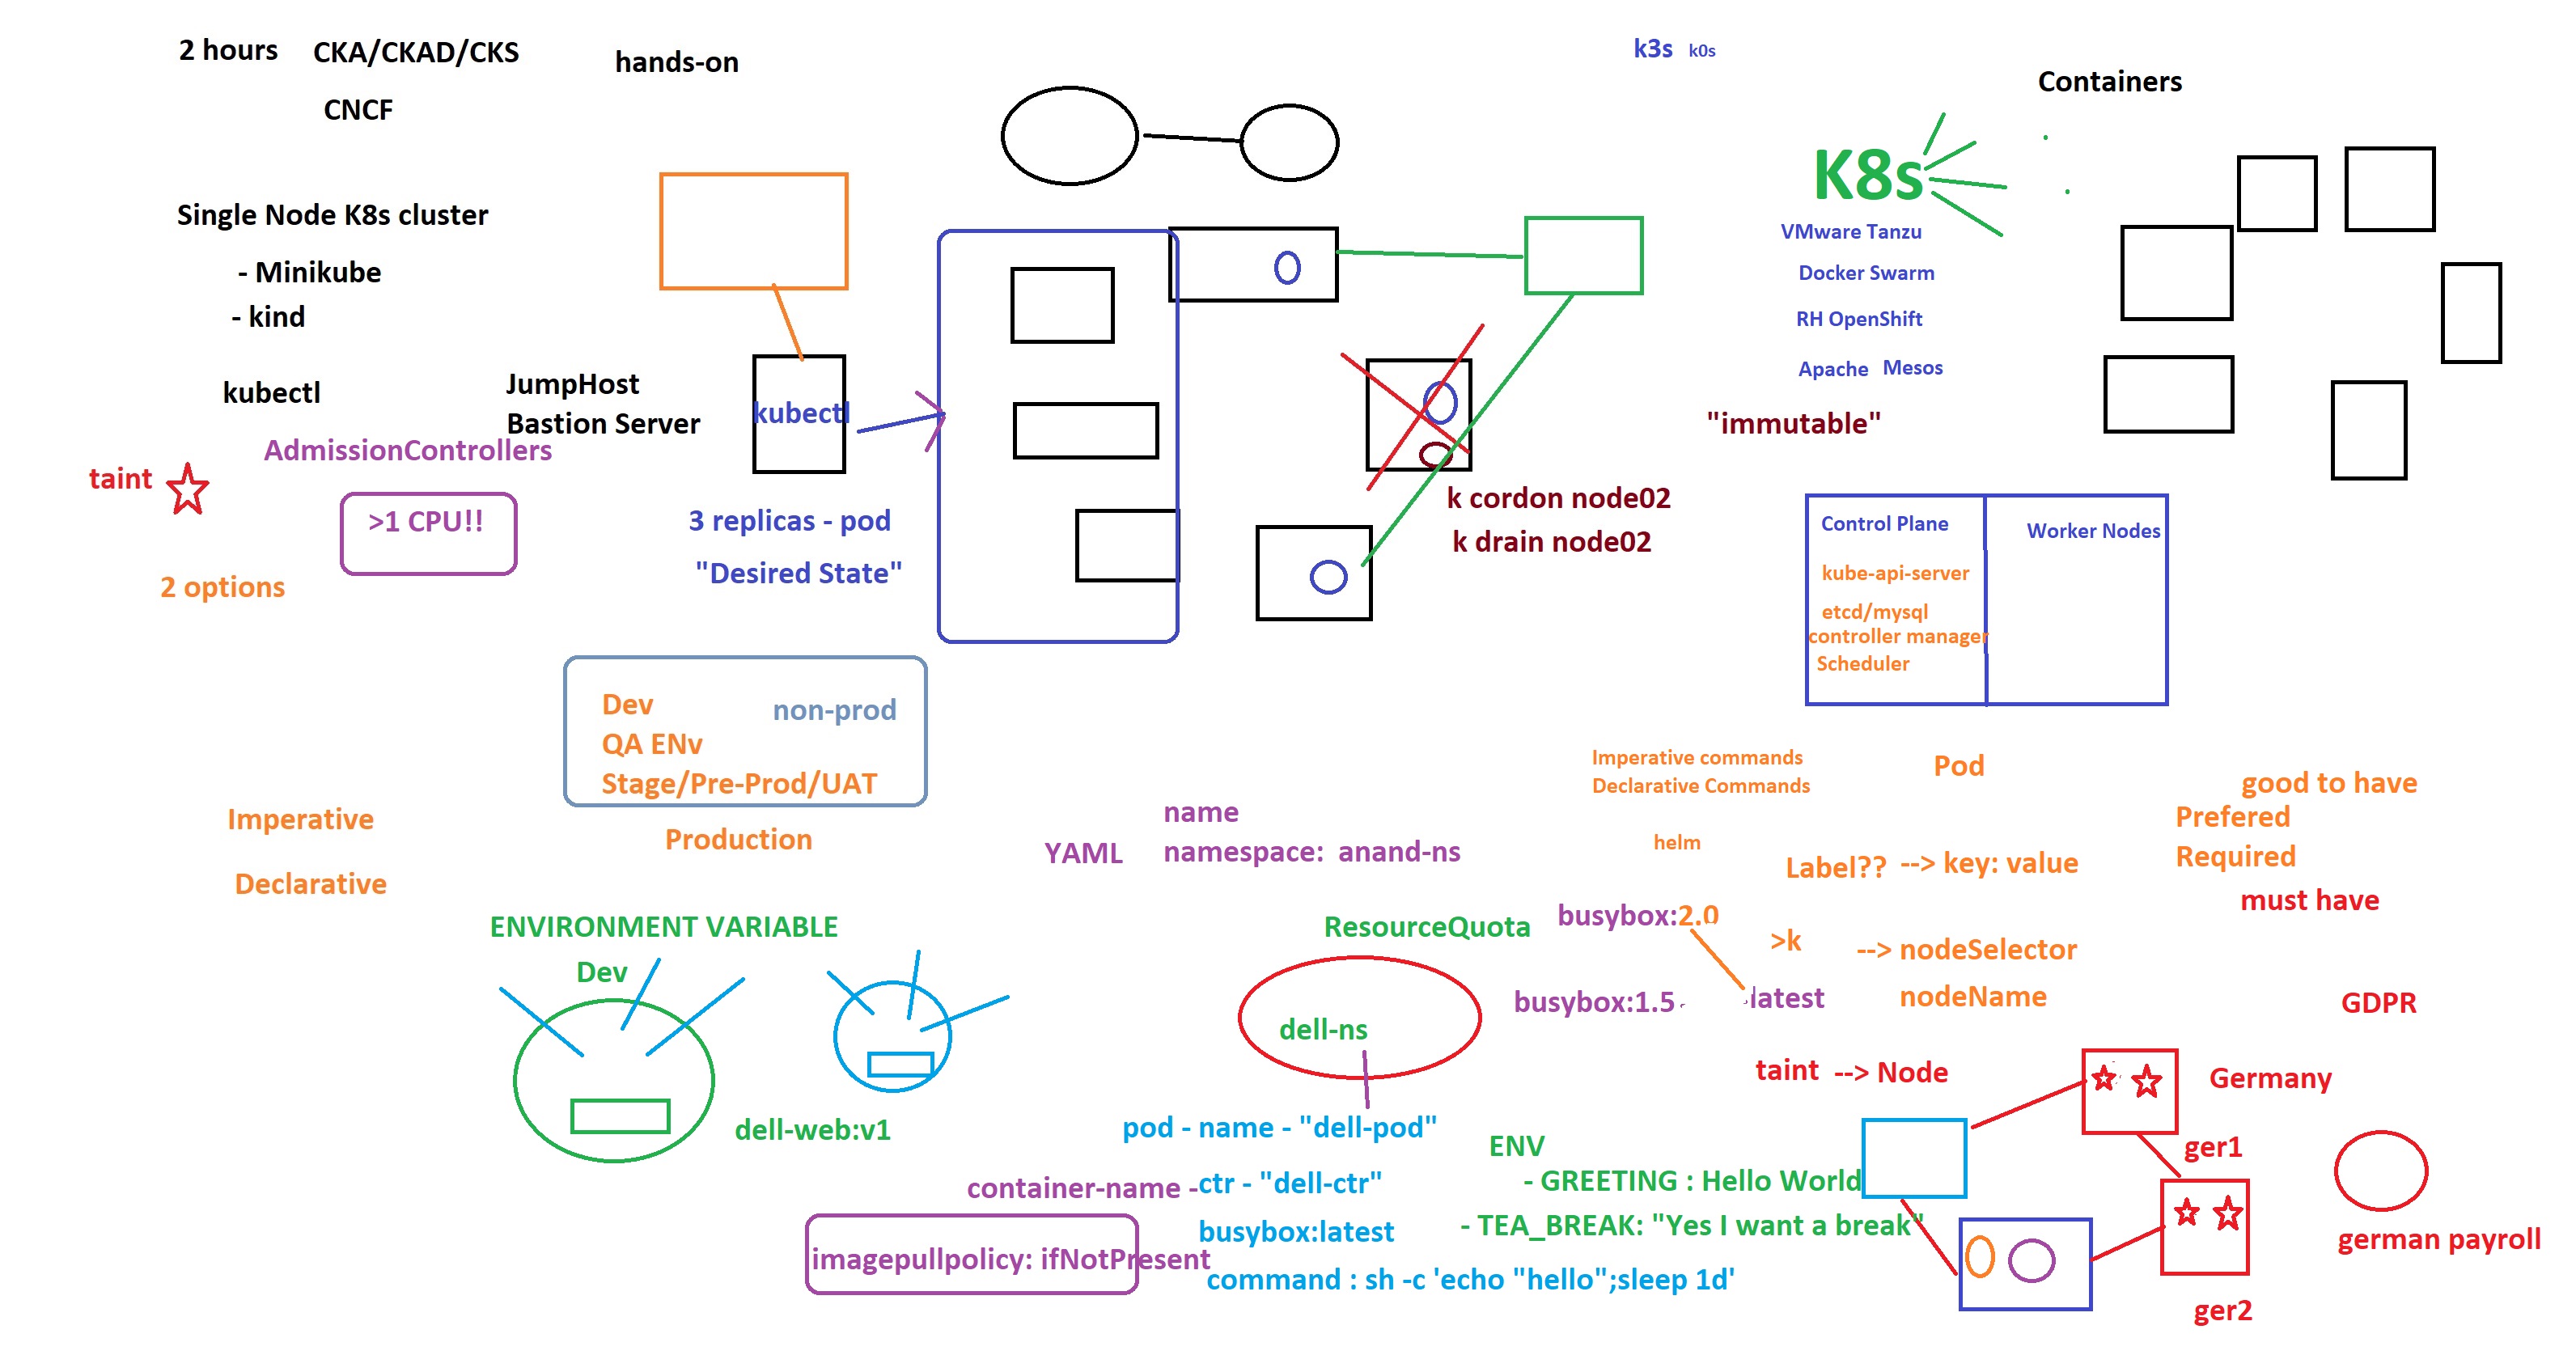 2 hours
CKA/CKAD/CKS
hands-on
CNCF
Single Node K8s cluster
- Minikube
- kind
kubectl
JumpHost
Bastion Server
kubectl
AdmissionControllers
taint
>1 CPU!!
2 options
3 replicas - pod
"Desired State"
k3s
k0s
Containers
K8s
VMware Tanzu
Docker Swarm
RH OpenShift
Apache Mesos
"immutable"
k cordon node02
k drain node02
Control Plane
Worker Nodes
kube-api-server
etcd/mysql
controller manager
Scheduler
Dev
non-prod
QA ENv
Stage/Pre-Prod/UAT
Production
Imperative
Declarative
Imperative commands
Declarative Commands
Pod
good to have
Prefered
Required
must have
name
YAML
namespace: anand-ns
helm
Label?? --> key: value
ENVIRONMENT VARIABLE
Dev
dell-web:v1
ResourceQuota
dell-ns
busybox:2.0
>k
--> nodeSelector
nodeName
busybox:1.5
latest
GDPR
taint --> Node
Germany
ger1
german payroll
ger2
pod - name - "dell-pod"
container-name -ctr - "dell-ctr"
busybox:latest
imagepullpolicy: ifNotPresent
command : sh -c 'echo "hello";sleep 1d'
ENV
- GREETING : Hello World
- TEA_BREAK: "Yes I want a break"